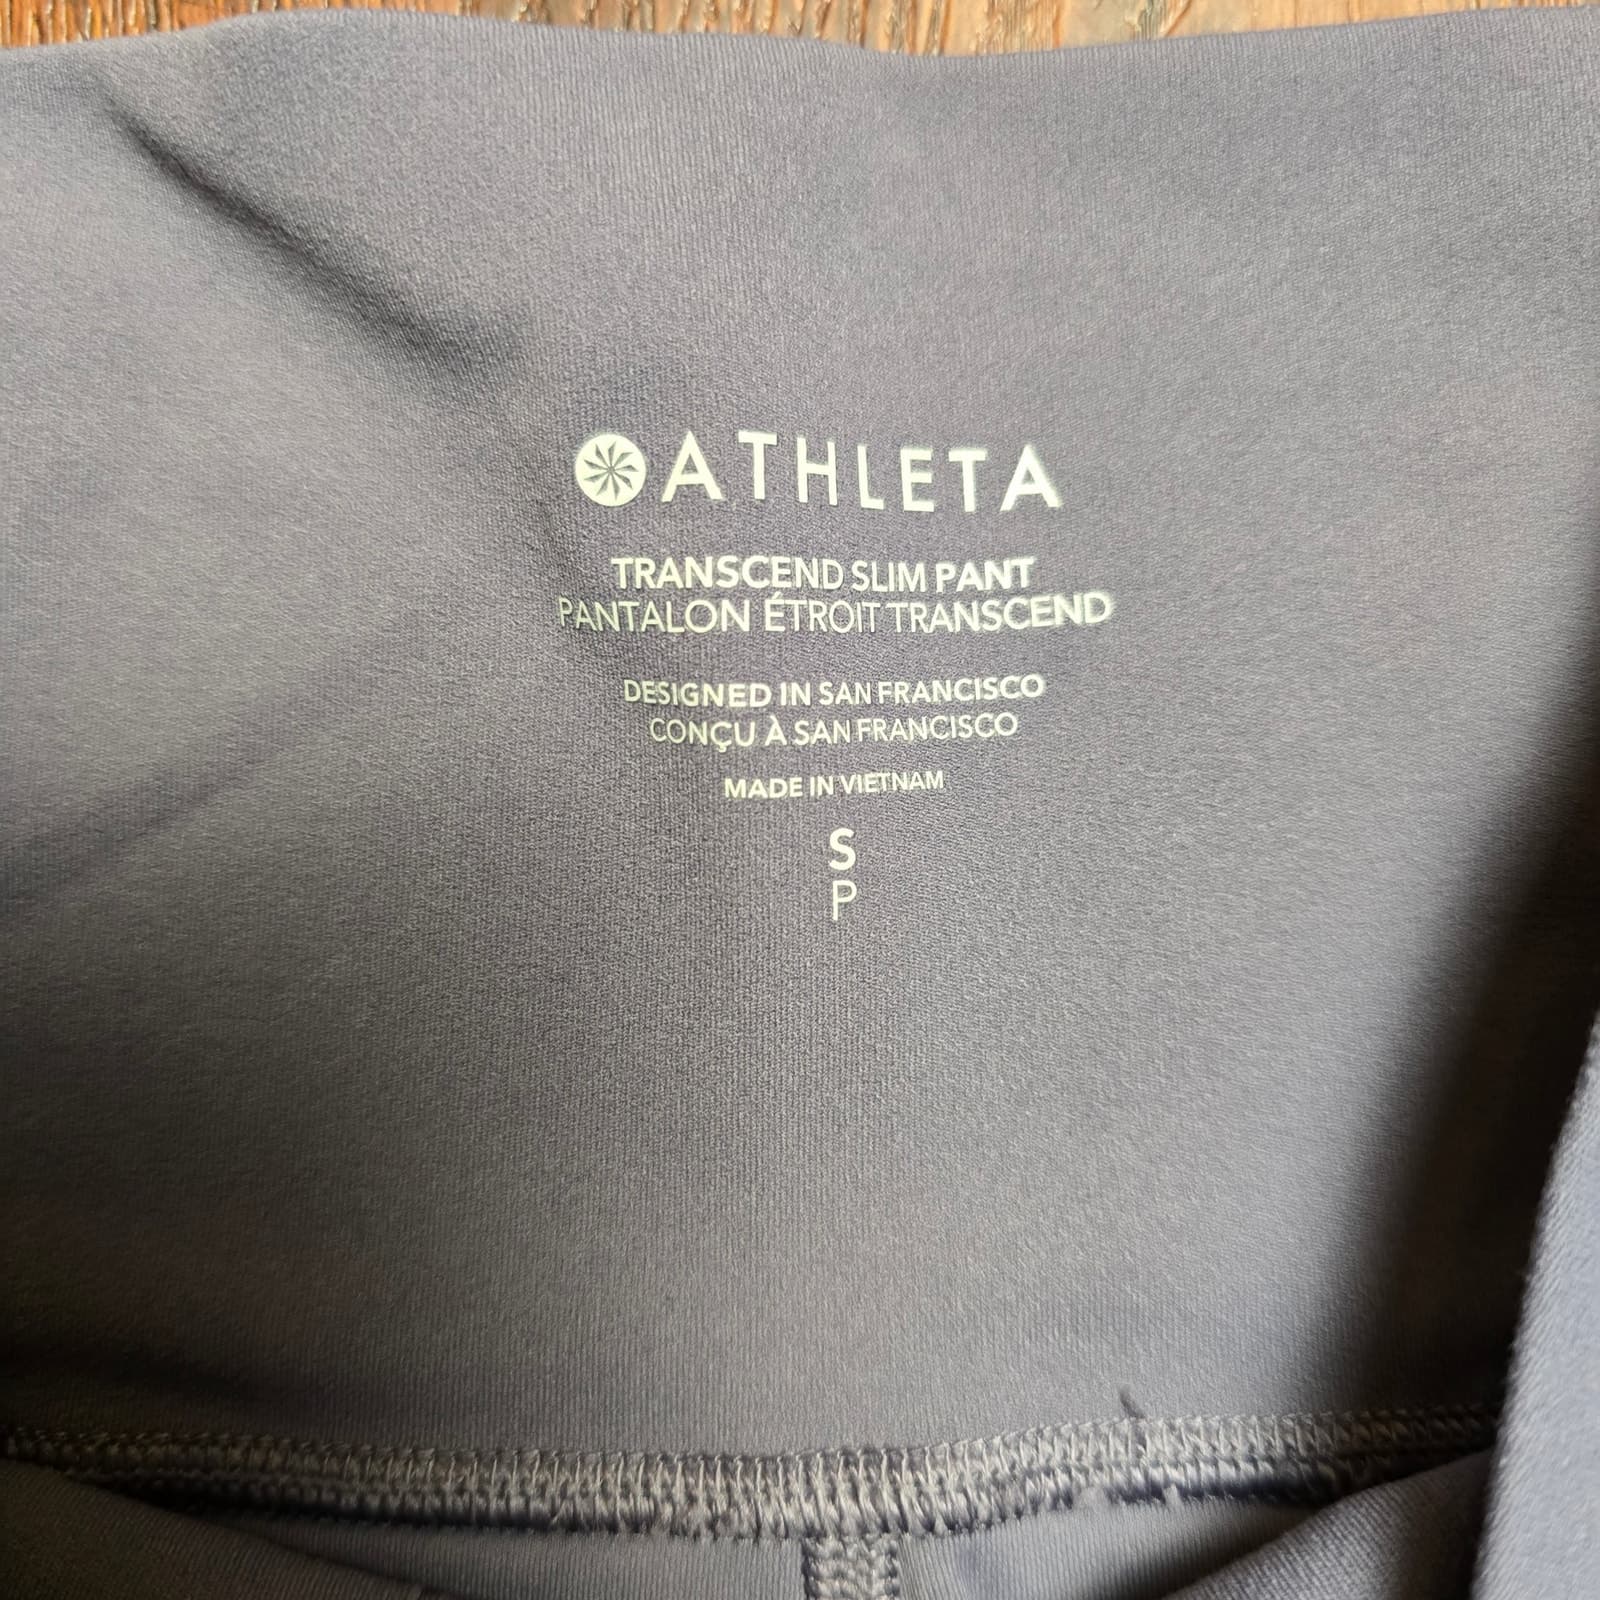 ATHLETA
TRANSCEND SLIM PANT
PANTALON ÉTROIT TRANSCEND
DESIGNED IN SAN FRANCISCO
CONÇU À SAN FRANCISCO
MADE IN VIETNAM
S
P